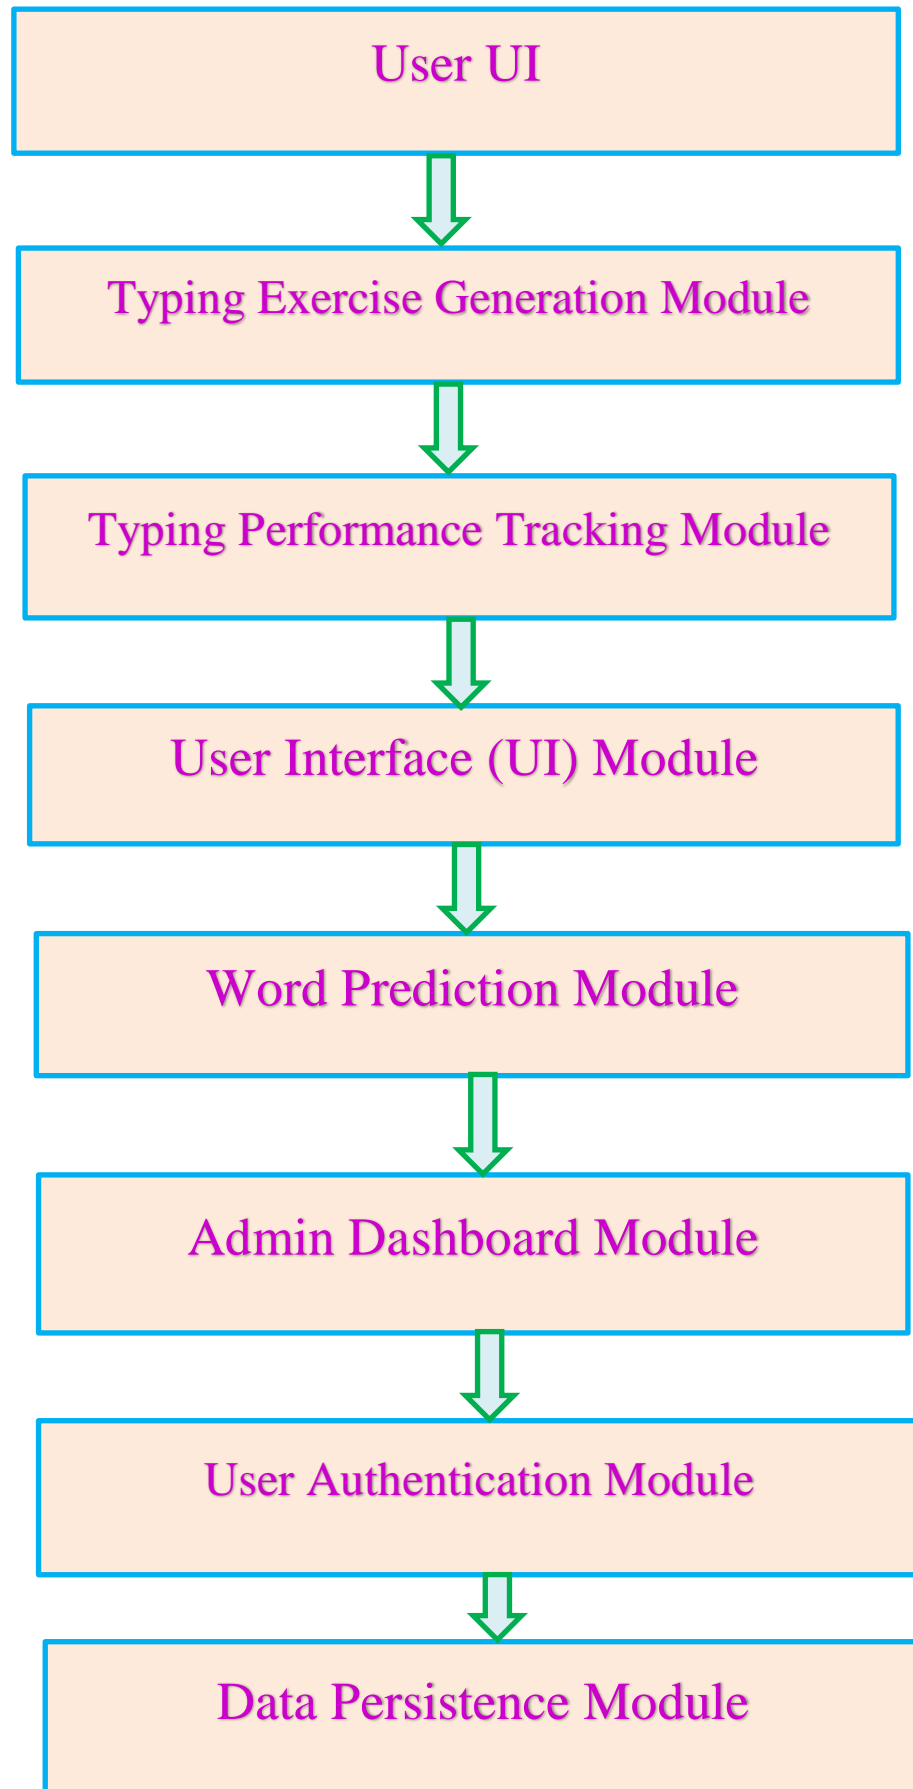 User UI
Typing Exercise Generation Module
Typing Performance Tracking Module
User Interface (UI) Module
Word Prediction Module
Admin Dashboard Module
User Authentication Module
Data Persistence Module